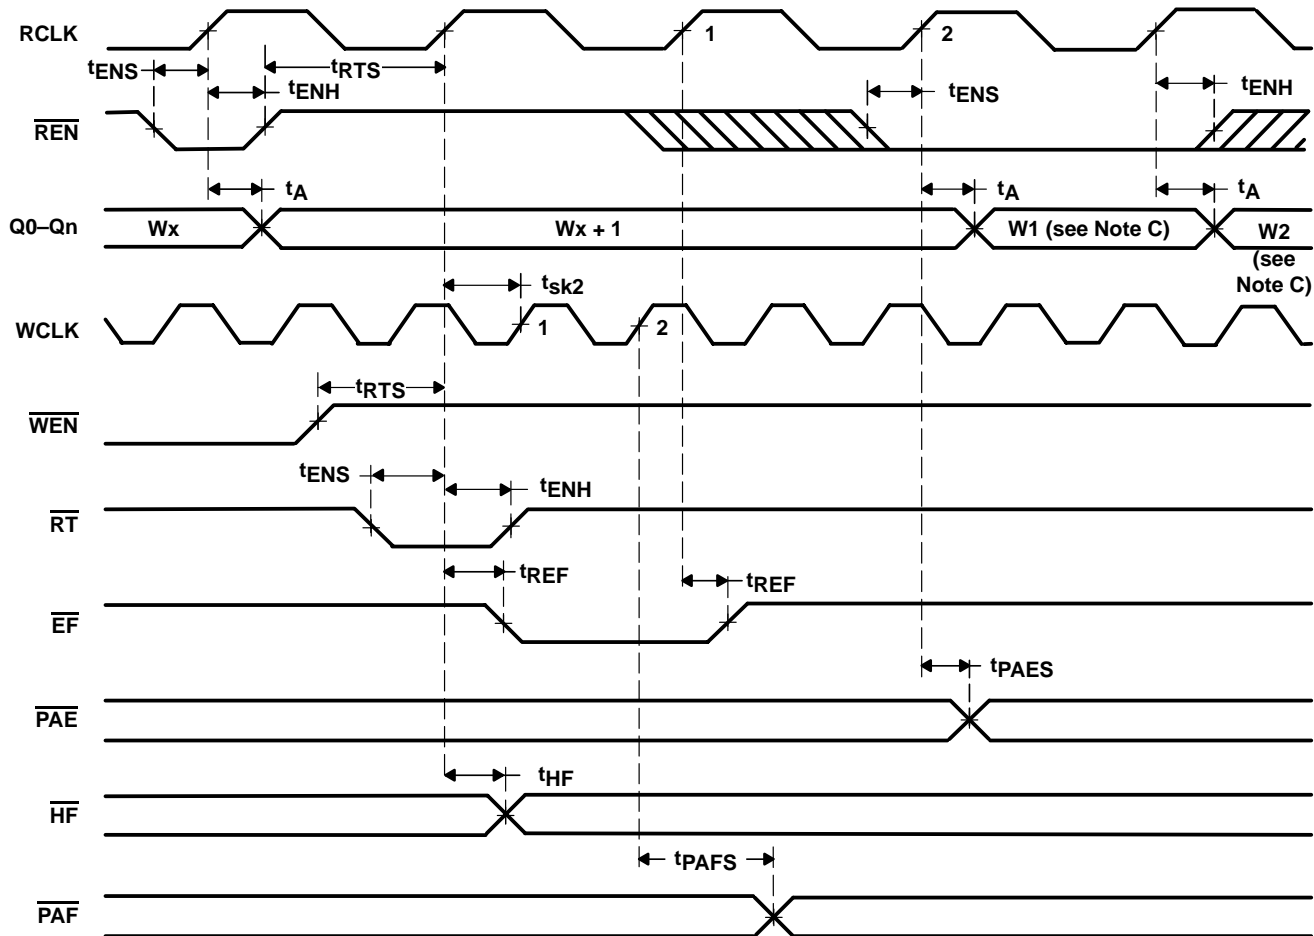 RCLK
1
2
tENS
tRTS
tENH
tENS
tENH
REN
tA
tA
tA
Q0–Qn
Wx
Wx + 1
W1 (see Note C)
W2
(see
Note C)
tsk2
WCLK
1
2
tRTS
WEN
tENS
tENH
RT
tREF
tREF
EF
tPAES
PAE
tHF
HF
tPAFS
PAF